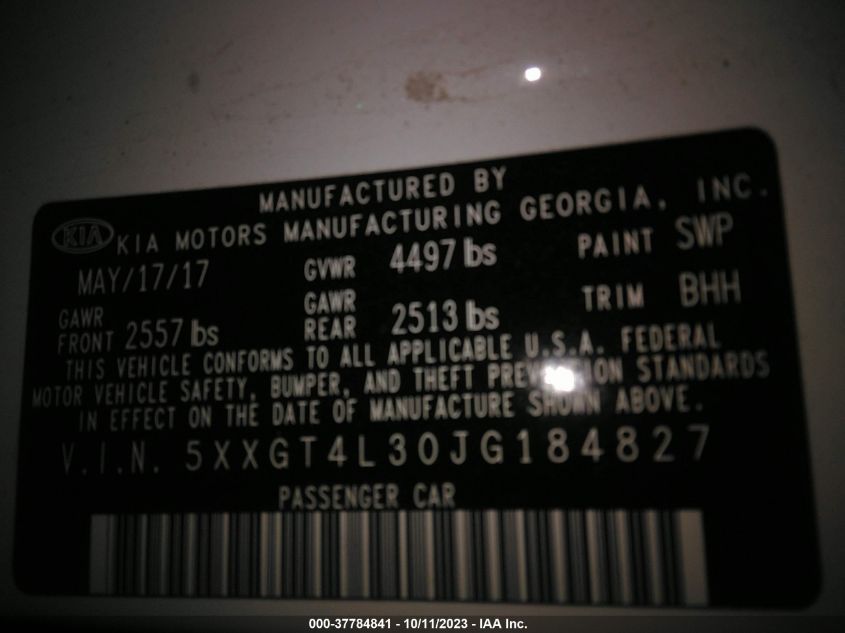 MANUFACTURED BY
KIA KIA MOTORS MANUFACTURING GEORGIA, INC.
MAY/17/17 GVWR 4497 lbs PAINT SWP
GAWR FRONT 2557 lbs GAWR REAR 2513 lbs TRIM BHH
THIS VEHICLE CONFORMS TO ALL APPLICABLE U.S.A. FEDERAL
MOTOR VEHICLE SAFETY, BUMPER, AND THEFT PREVENTION STANDARDS
IN EFFECT ON THE DATE OF MANUFACTURE SHOWN ABOVE.
V.I.N. 5XXGT4L30JG184827
PASSENGER CAR
000-37784841 - 10/11/2023 - IAA Inc.